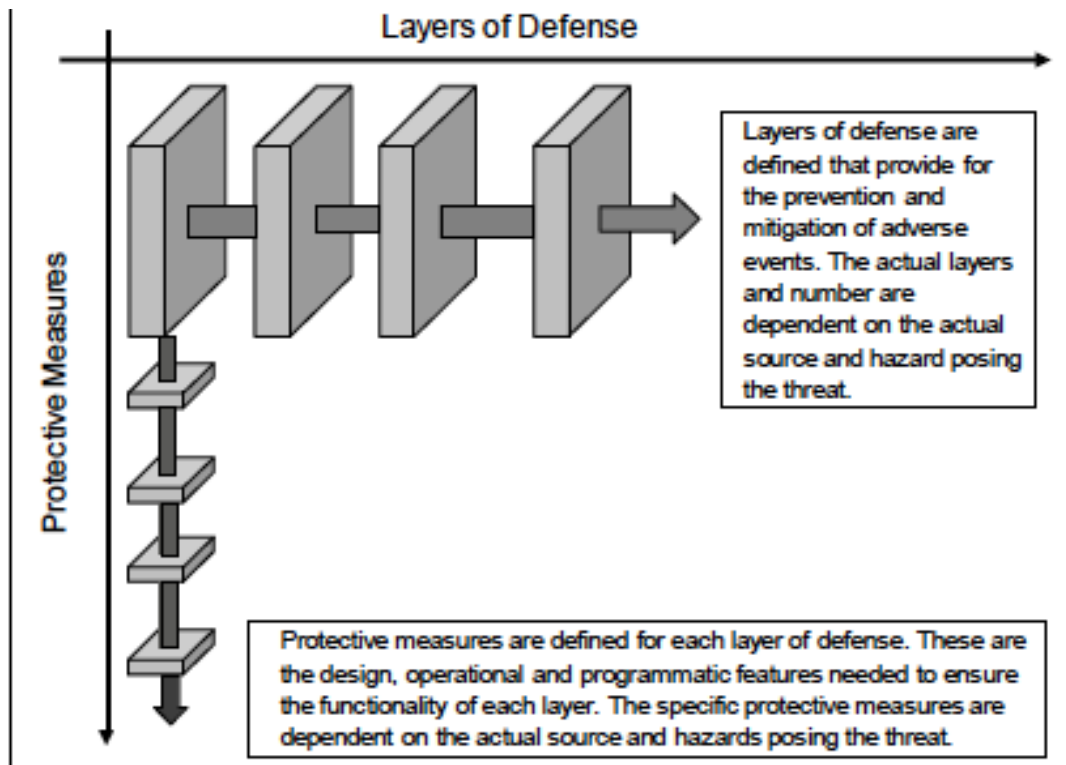 Layers of Defense
Layers of defense are
defined that provide for
the prevention and
mitigation of adverse
events. The actual layers
and number are
dependent on the actual
source and hazard posing
the threat.
Protective Measures
Protective measures are defined for each layer of defense. These are
the design, operational and programmatic features needed to ensure
the functionality of each layer. The specific protective measures are
dependent on the actual source and hazards posing the threat.